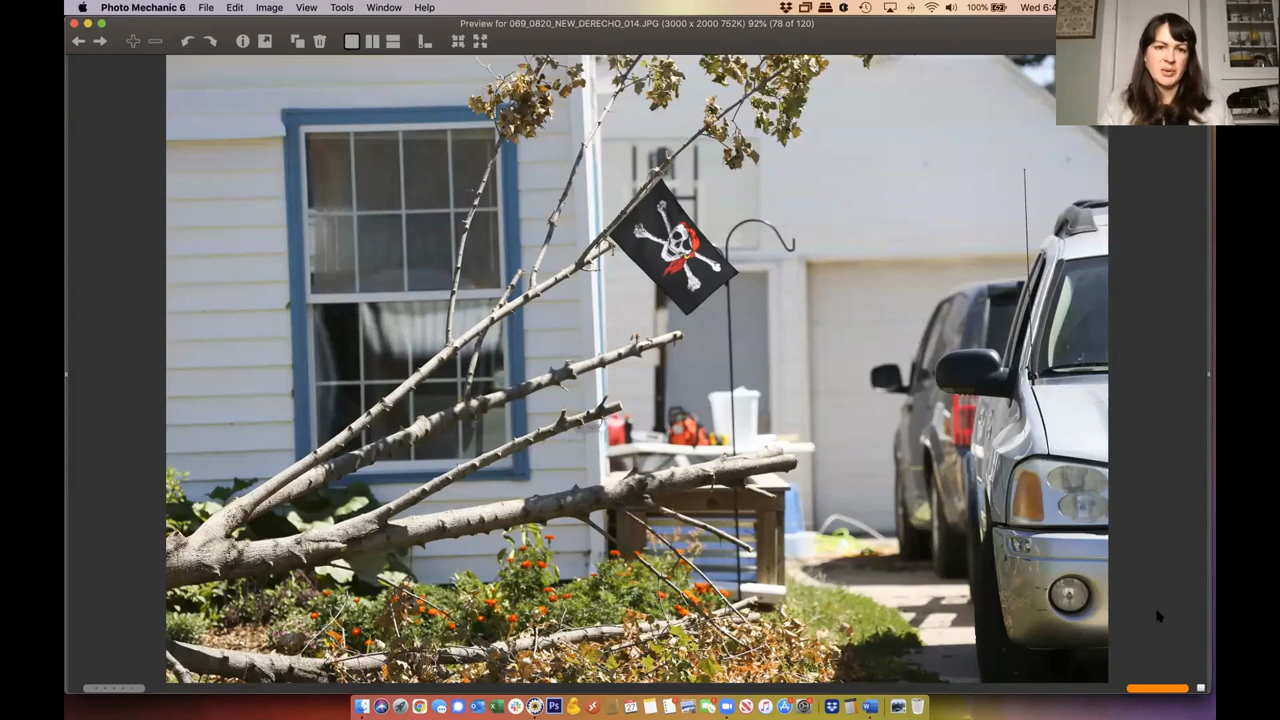 Photo Mechanic 6 File Edit Image View Tools Window Help 100% Wed 6:4
Preview for 069_0820_NEW_DERECHO_014.JPG (3000 x 2000 752K) 92% (78 of 120)